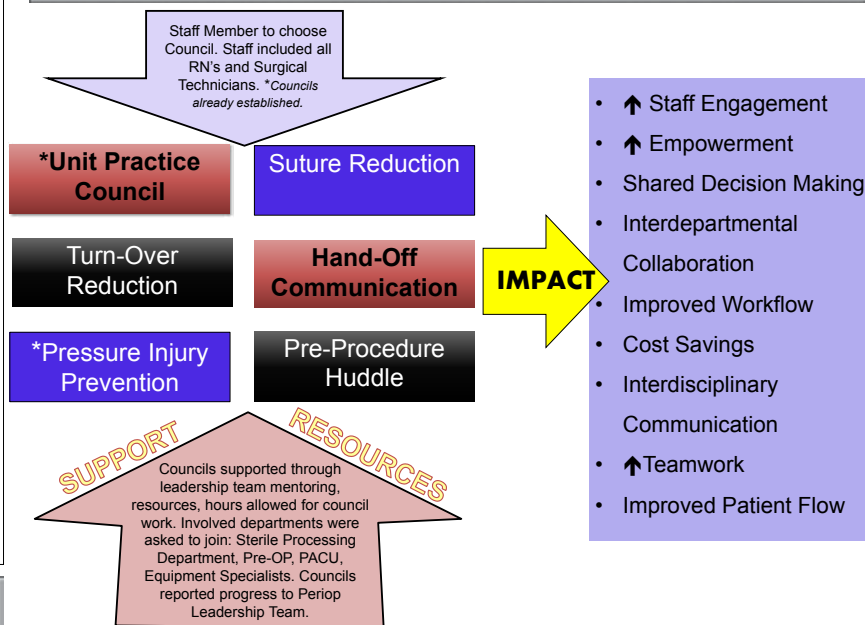 Staff Member to choose
Council. Staff included all
RN's and Surgical
Technicians. *Councils
already established.
*Unit Practice
Council
Suture Reduction
Turn-Over
Reduction
Hand-Off
Communication
*Pressure Injury
Prevention
Pre-Procedure
Huddle
IMPACT
• ↑ Staff Engagement
• ↑ Empowerment
• Shared Decision Making
• Interdepartmental
Collaboration
• Improved Workflow
• Cost Savings
• Interdisciplinary
Communication
• ↑Teamwork
• Improved Patient Flow
SUPPORT
RESOURCES
Councils supported through
leadership team mentoring,
resources, hours allowed for council
work. Involved departments were
asked to join: Sterile Processing
Department, Pre-OP, PACU,
Equipment Specialists. Councils
reported progress to Periop
Leadership Team.